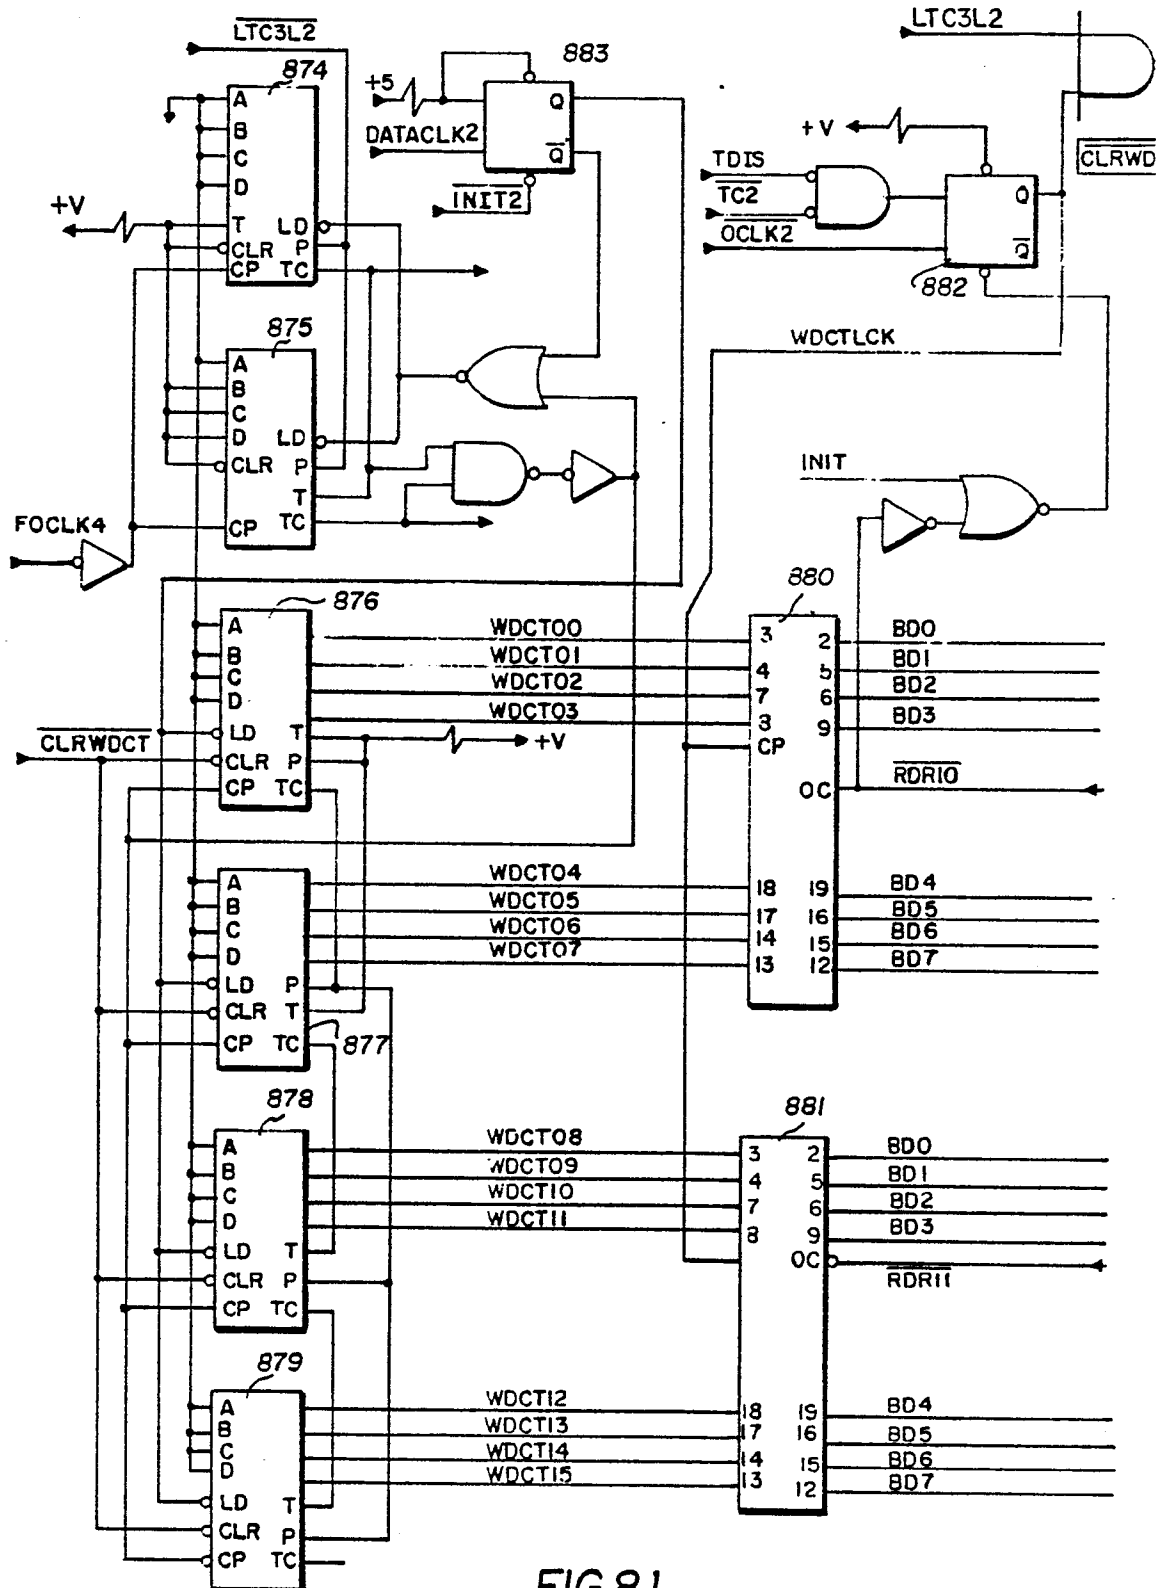 LTC3L2
LTC3L2
874
883
+5
A
B
C
D
T
CLR
CP
LD
P
TC
+V
DATACLK2
Q
Q
INIT2
+V
TDIS
TC2
OCLK2
Q
Q
882
CLRWD
WDCTLCK
875
A
B
C
D
CLR
CP
LD
P
T
TC
FOCLK4
INIT
876
A
B
C
D
LD
CLR
CP
T
P
TC
+V
CLRWDCT
WDCT00
WDCT01
WDCT02
WDCT03
880
3
4
7
8
CP
2
5
6
9
OC
BD0
BD1
BD2
BD3
RDR10
A
B
C
D
LD
CLR
CP
P
T
TC
877
WDCT04
WDCT05
WDCT06
WDCT07
18
17
14
13
19
16
15
12
BD4
BD5
BD6
BD7
878
A
B
C
D
LD
CLR
CP
T
P
TC
WDCT08
WDCT09
WDCT10
WDCT11
881
3
4
7
8
2
5
6
9
OC
BD0
BD1
BD2
BD3
RDR11
879
A
B
C
D
LD
CLR
CP
T
P
TC
WDCT12
WDCT13
WDCT14
WDCT15
18
17
14
13
19
16
15
12
BD4
BD5
BD6
BD7
FIG.81